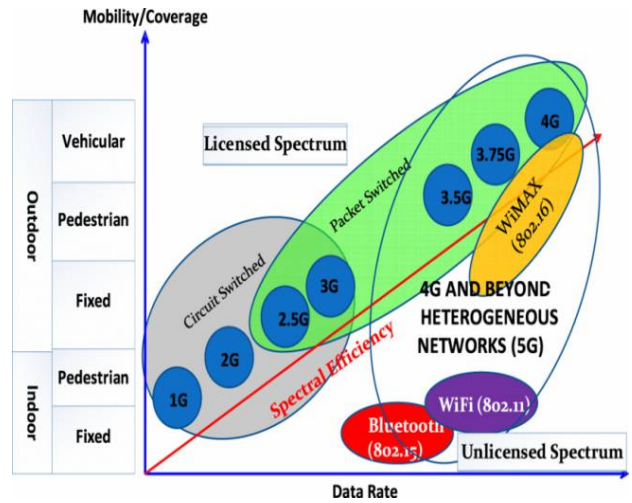 Mobility/Coverage
Outdoor
Vehicular
Pedestrian
Fixed
Indoor
Pedestrian
Fixed
Licensed Spectrum
Packet Switched
Circuit Switched
4G
3.75G
3.5G
WiMAX
(802.16)
3G
2.5G
2G
1G
Spectral Efficiency
4G AND BEYOND
HETEROGENEOUS
NETWORKS (5G)
WiFi (802.11)
Bluetooth
(802.15)
Unlicensed Spectrum
Data Rate